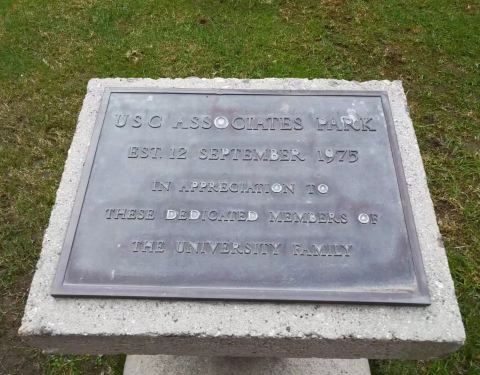 USC ASSOCIATES PARK
EST. 12 SEPTEMBER 1975
IN APPRECIATION TO
THESE DEDICATED MEMBERS OF
THE UNIVERSITY FAMILY